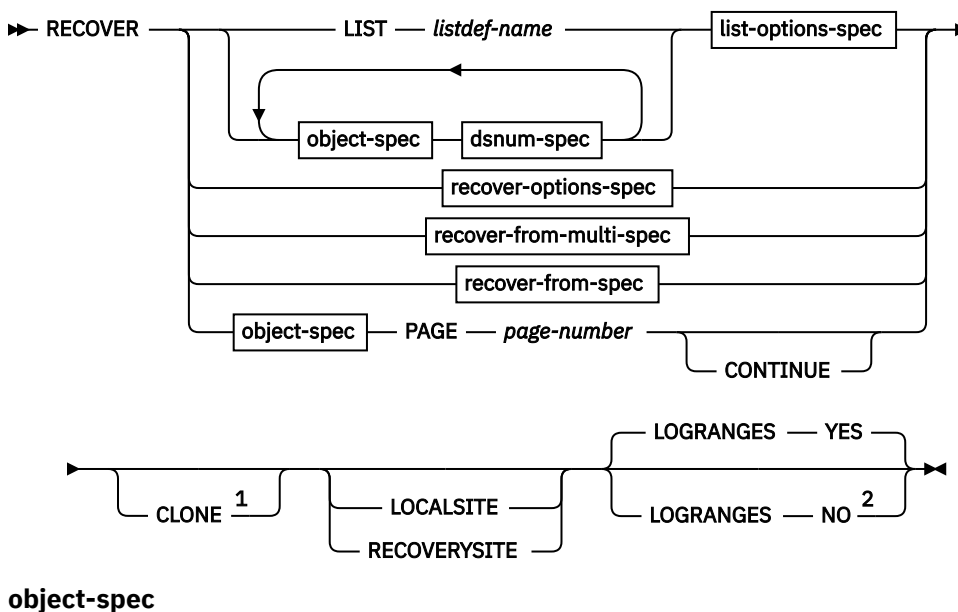 RECOVER LIST listdef-name list-options-spec
object-spec dsnum-spec
recover-options-spec
recover-from-multi-spec
recover-from-spec
object-spec PAGE page-number
CONTINUE
LOGRANGES YES
CLONE 1 LOCALSITE LOGRANGES NO 2
RECOVERYSITE
object-spec